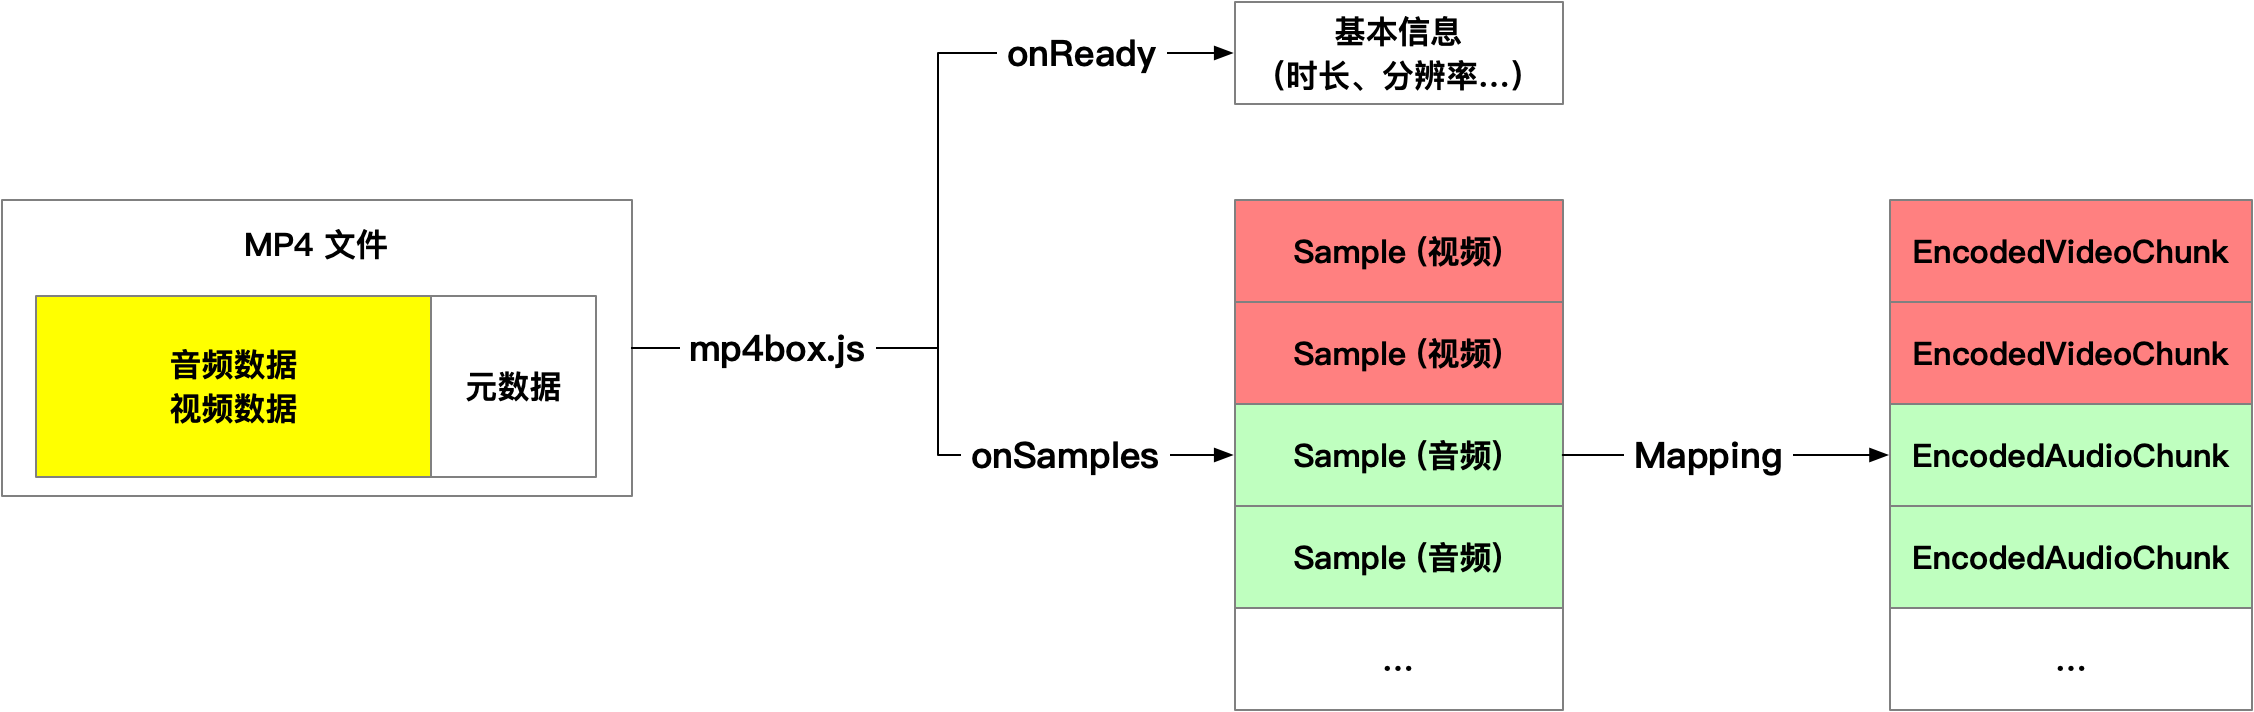 MP4 文件
音频数据
视频数据
元数据
mp4box.js
onReady
基本信息
（时长、分辨率...）
onSamples
Sample (视频)
Sample (视频)
Sample (音频)
Sample (音频)
...
Mapping
EncodedVideoChunk
EncodedVideoChunk
EncodedAudioChunk
EncodedAudioChunk
...